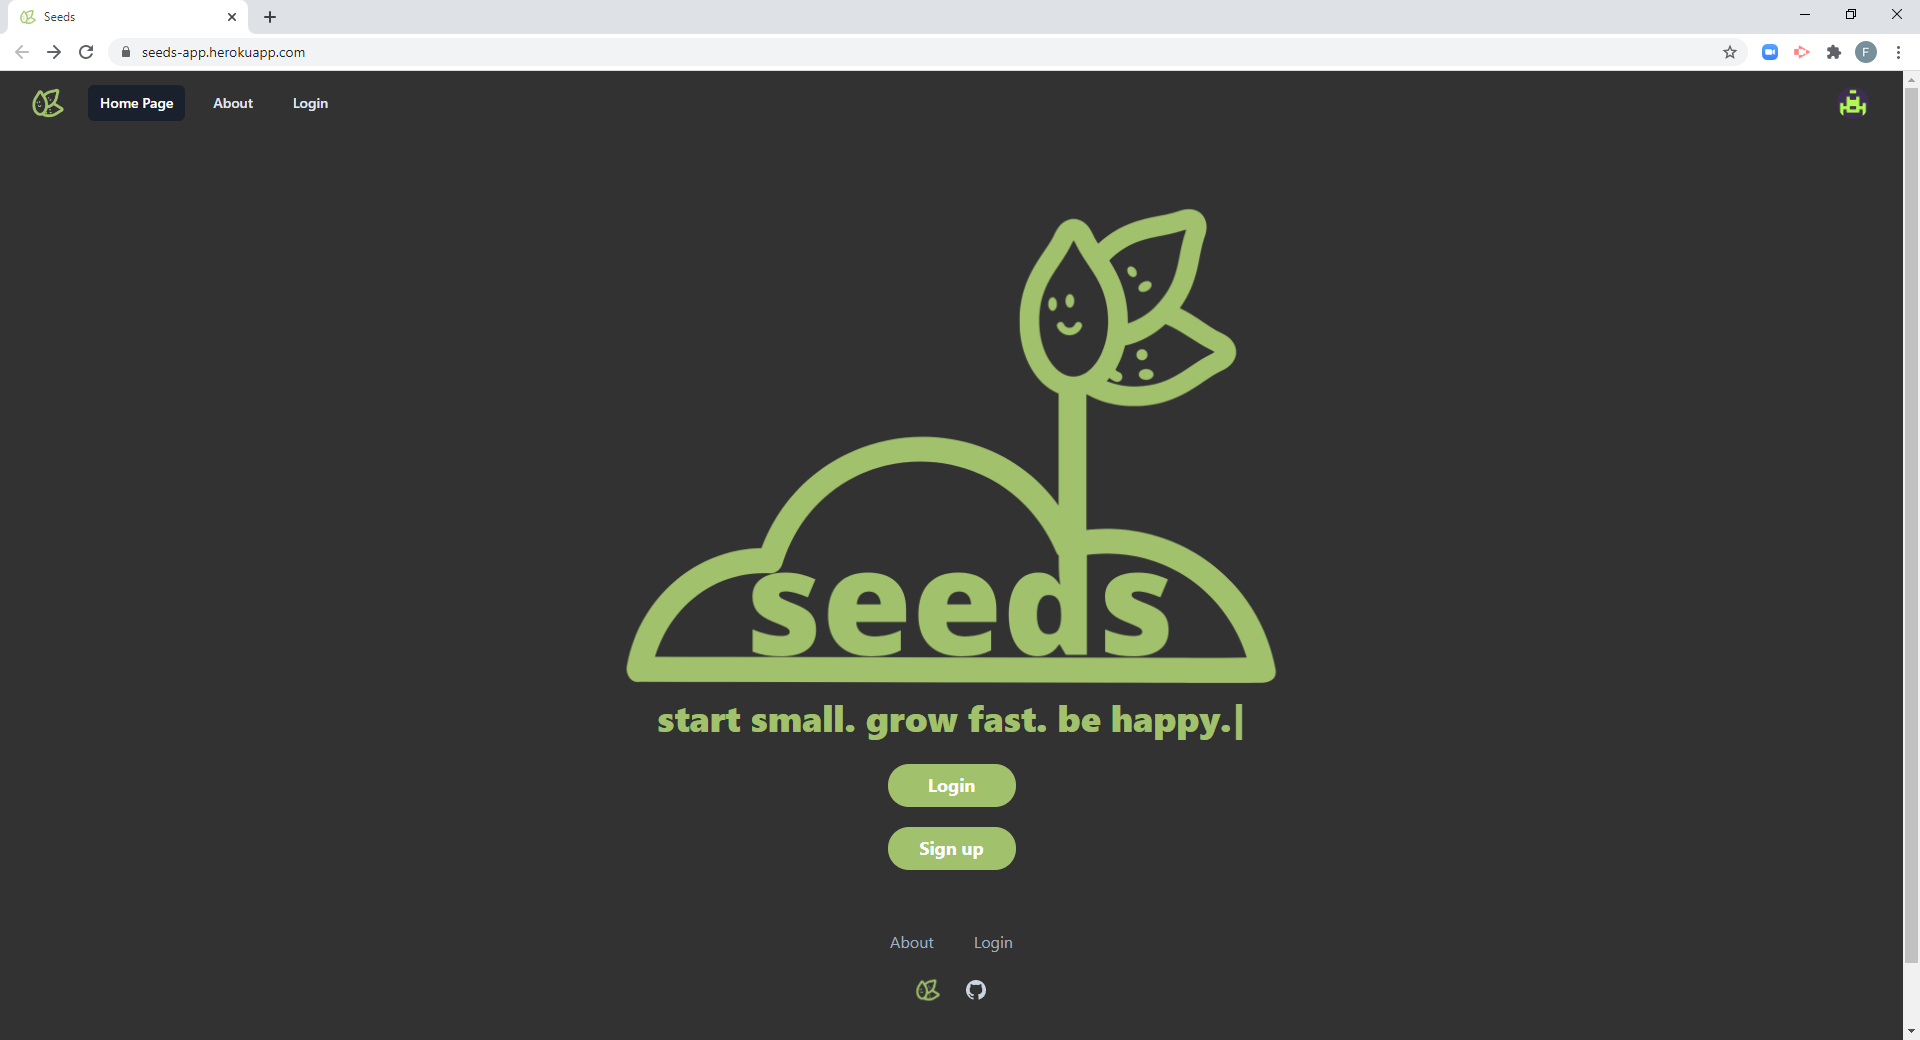 Seeds
seeds-app.herokuapp.com
F
Home Page About Login
seeds
start small. grow fast. be happy.|
Login
Sign up
About Login